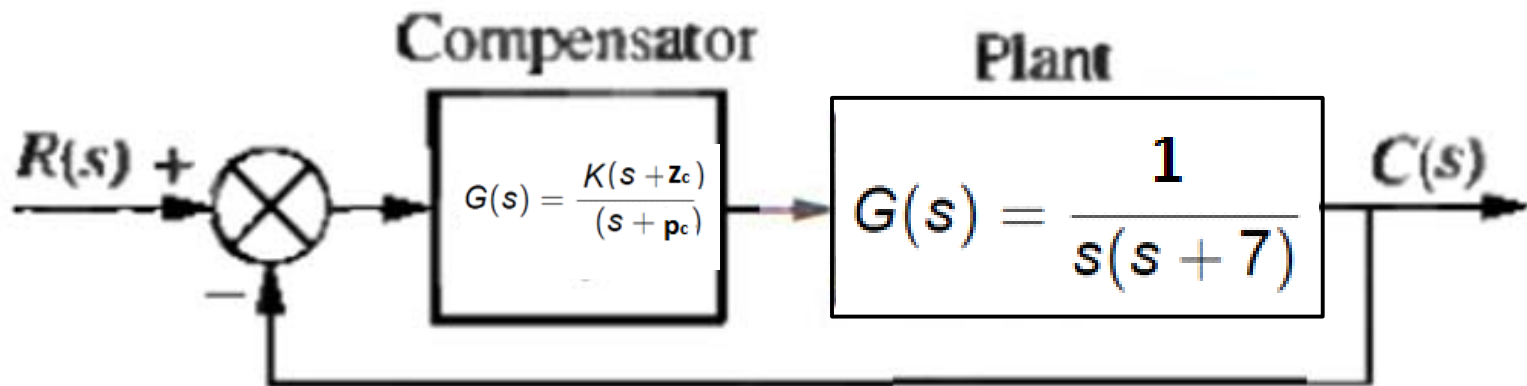 Compensator
Plant
R(s) +
G(s) = K(s + zc) / (s + pc)
G(s) = 1 / s(s + 7)
C(s)
−